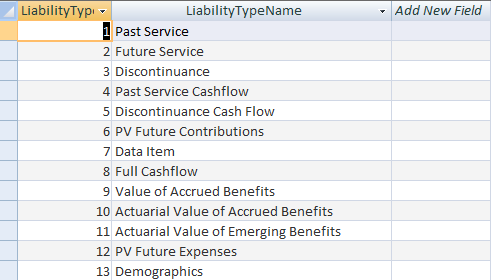 LiabilityType LiabilityTypeName Add New Field
1 Past Service
2 Future Service
3 Discontinuance
4 Past Service Cashflow
5 Discontinuance Cash Flow
6 PV Future Contributions
7 Data Item
8 Full Cashflow
9 Value of Accrued Benefits
10 Actuarial Value of Accrued Benefits
11 Actuarial Value of Emerging Benefits
12 PV Future Expenses
13 Demographics